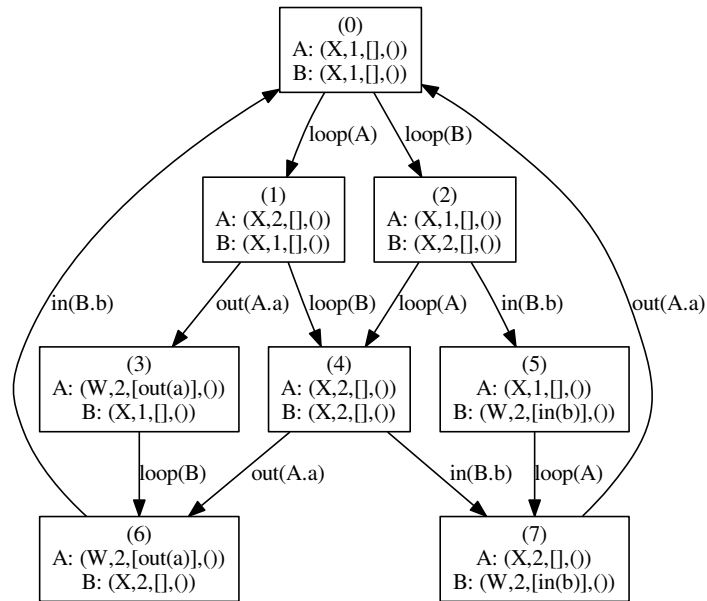 (0)
A: (X,1,[],())
B: (X,1,[],())
loop(A)
loop(B)
(1)
A: (X,2,[],())
B: (X,1,[],())
(2)
A: (X,1,[],())
B: (X,2,[],())
in(B.b)
out(A.a)
loop(B)
loop(A)
in(B.b)
out(A.a)
(3)
A: (W,2,[out(a)],())
B: (X,1,[],())
(4)
A: (X,2,[],())
B: (X,2,[],())
(5)
A: (X,1,[],())
B: (W,2,[in(b)],())
loop(B)
out(A.a)
in(B.b)
loop(A)
(6)
A: (W,2,[out(a)],())
B: (X,2,[],())
(7)
A: (X,2,[],())
B: (W,2,[in(b)],())